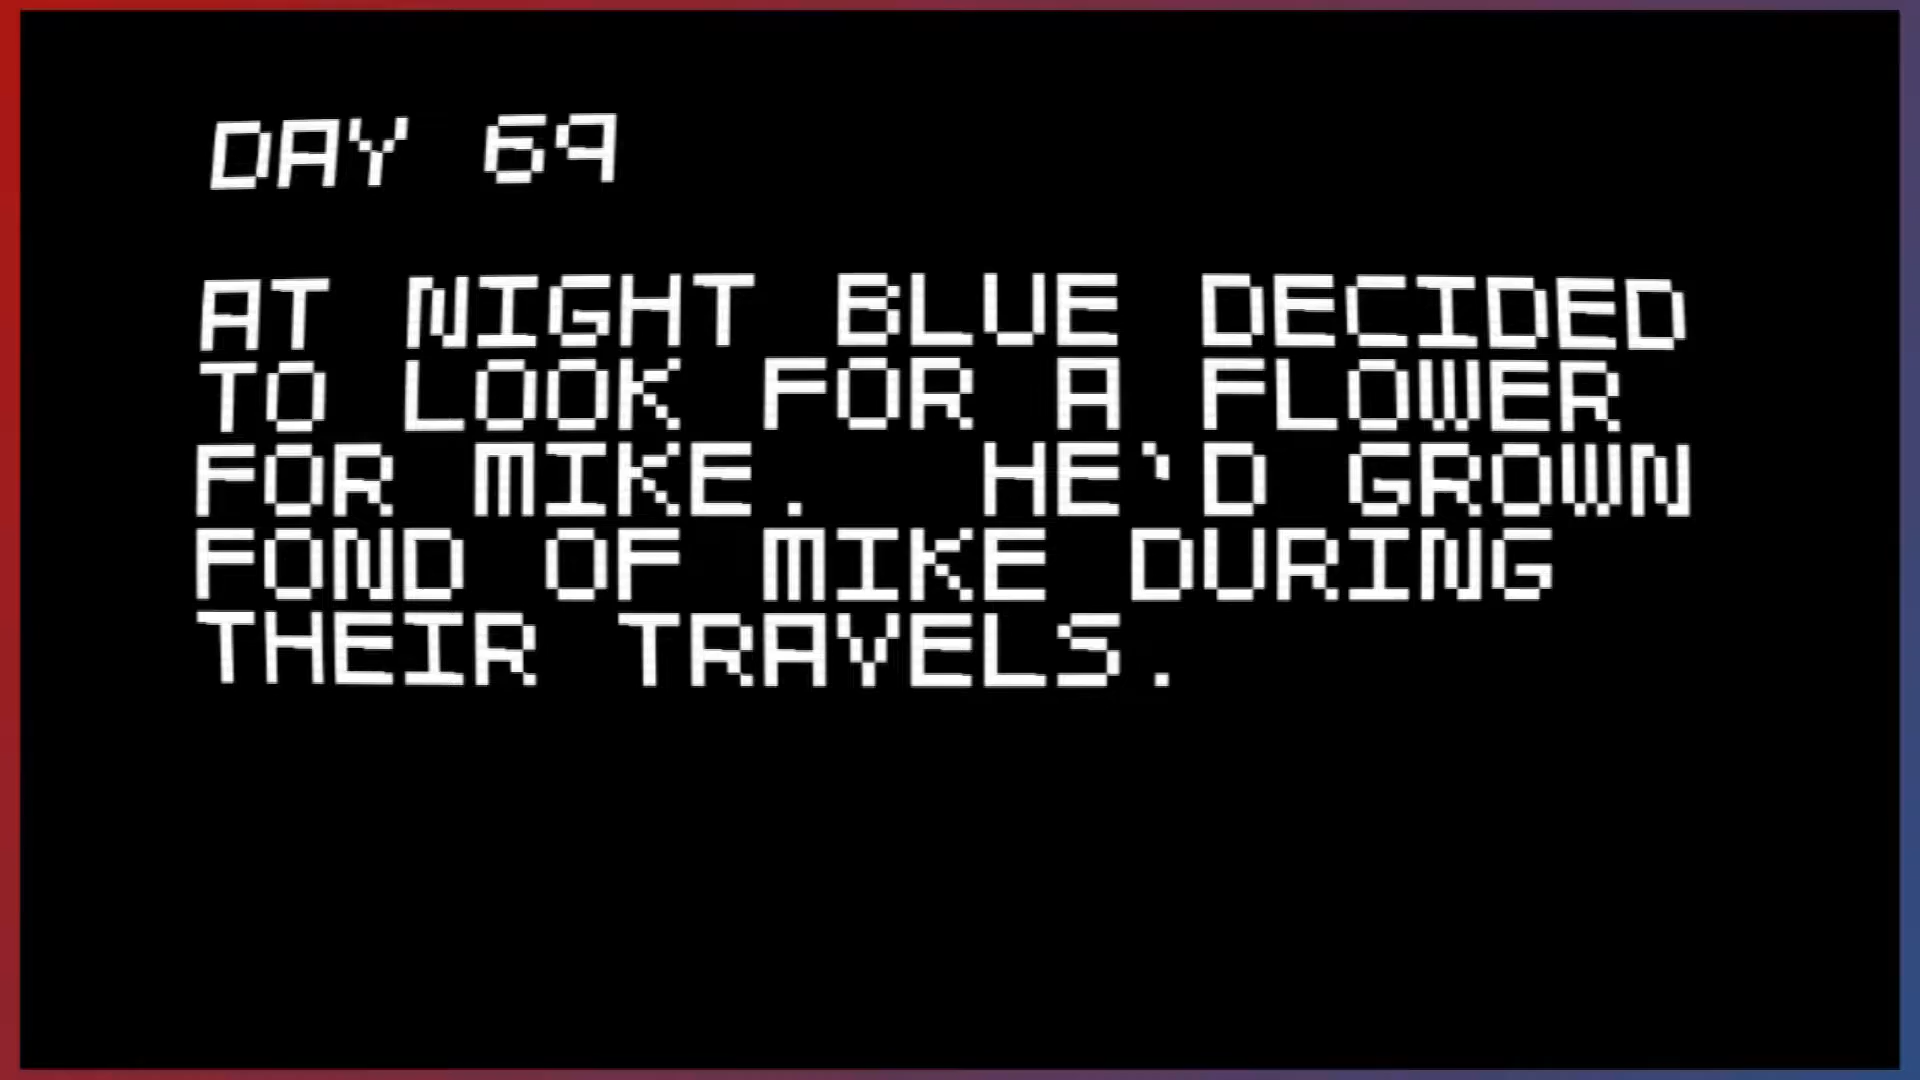 DAY 69
AT NIGHT BLUE DECIDED
TO LOOK FOR A FLOWER
FOR MIKE.  HE'D GROWN
FOND OF MIKE DURING
THEIR TRAVELS.